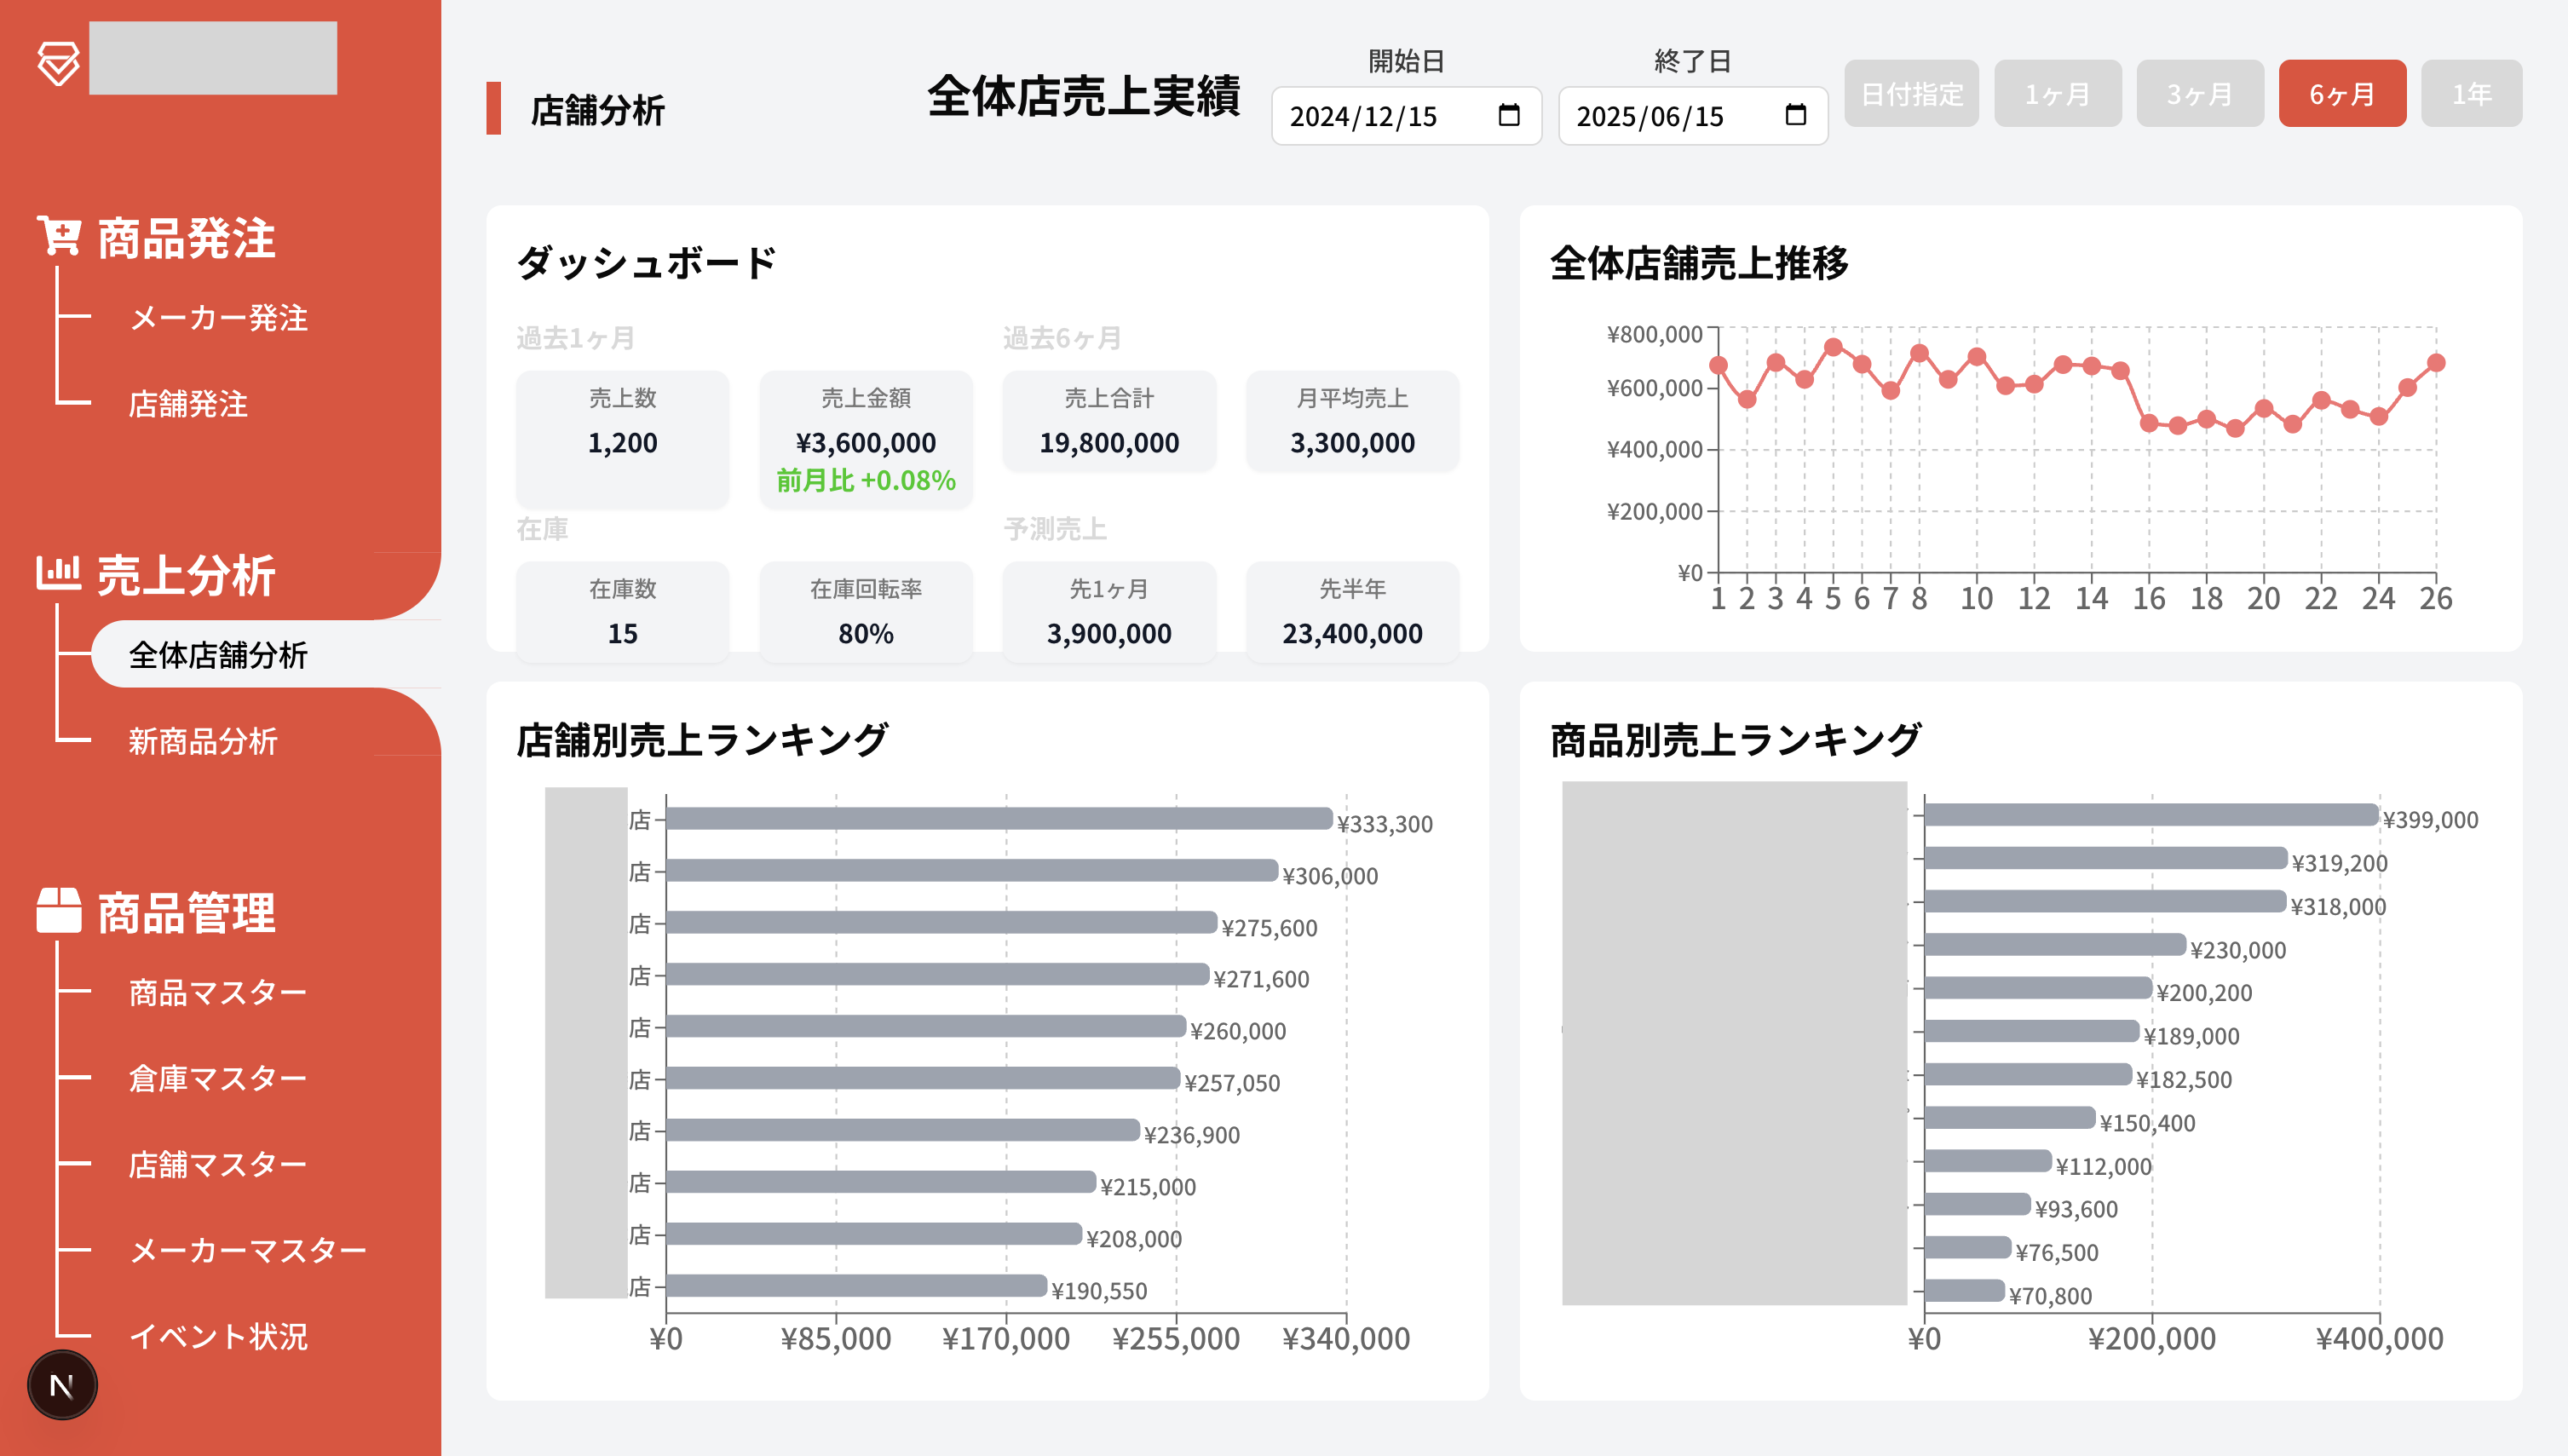 商品発注
メーカー発注
店舗発注
売上分析
全体店舗分析
新商品分析
商品管理
商品マスター
倉庫マスター
店舗マスター
メーカーマスター
イベント状況
N
店舗分析
全体店売上実績
開始日
2024/12/15
終了日
2025/06/15
日付指定
1ヶ月
3ヶ月
6ヶ月
1年
ダッシュボード
過去1ヶ月
売上数
1,200
売上金額
¥3,600,000
前月比 +0.08%
過去6ヶ月
売上合計
19,800,000
月平均売上
3,300,000
在庫
在庫数
15
在庫回転率
80%
予測売上
先1ヶ月
3,900,000
先半年
23,400,000
全体店舗売上推移
¥800,000
¥600,000
¥400,000
¥200,000
¥0
1 2 3 4 5 6 7 8 10 12 14 16 18 20 22 24 26
店舗別売上ランキング
店 ¥333,300
店 ¥306,000
店 ¥275,600
店 ¥271,600
店 ¥260,000
店 ¥257,050
店 ¥236,900
店 ¥215,000
店 ¥208,000
店 ¥190,550
¥0 ¥85,000 ¥170,000 ¥255,000 ¥340,000
商品別売上ランキング
¥399,000
¥319,200
¥318,000
¥230,000
¥200,200
¥189,000
¥182,500
¥150,400
¥112,000
¥93,600
¥76,500
¥70,800
¥0 ¥200,000 ¥400,000